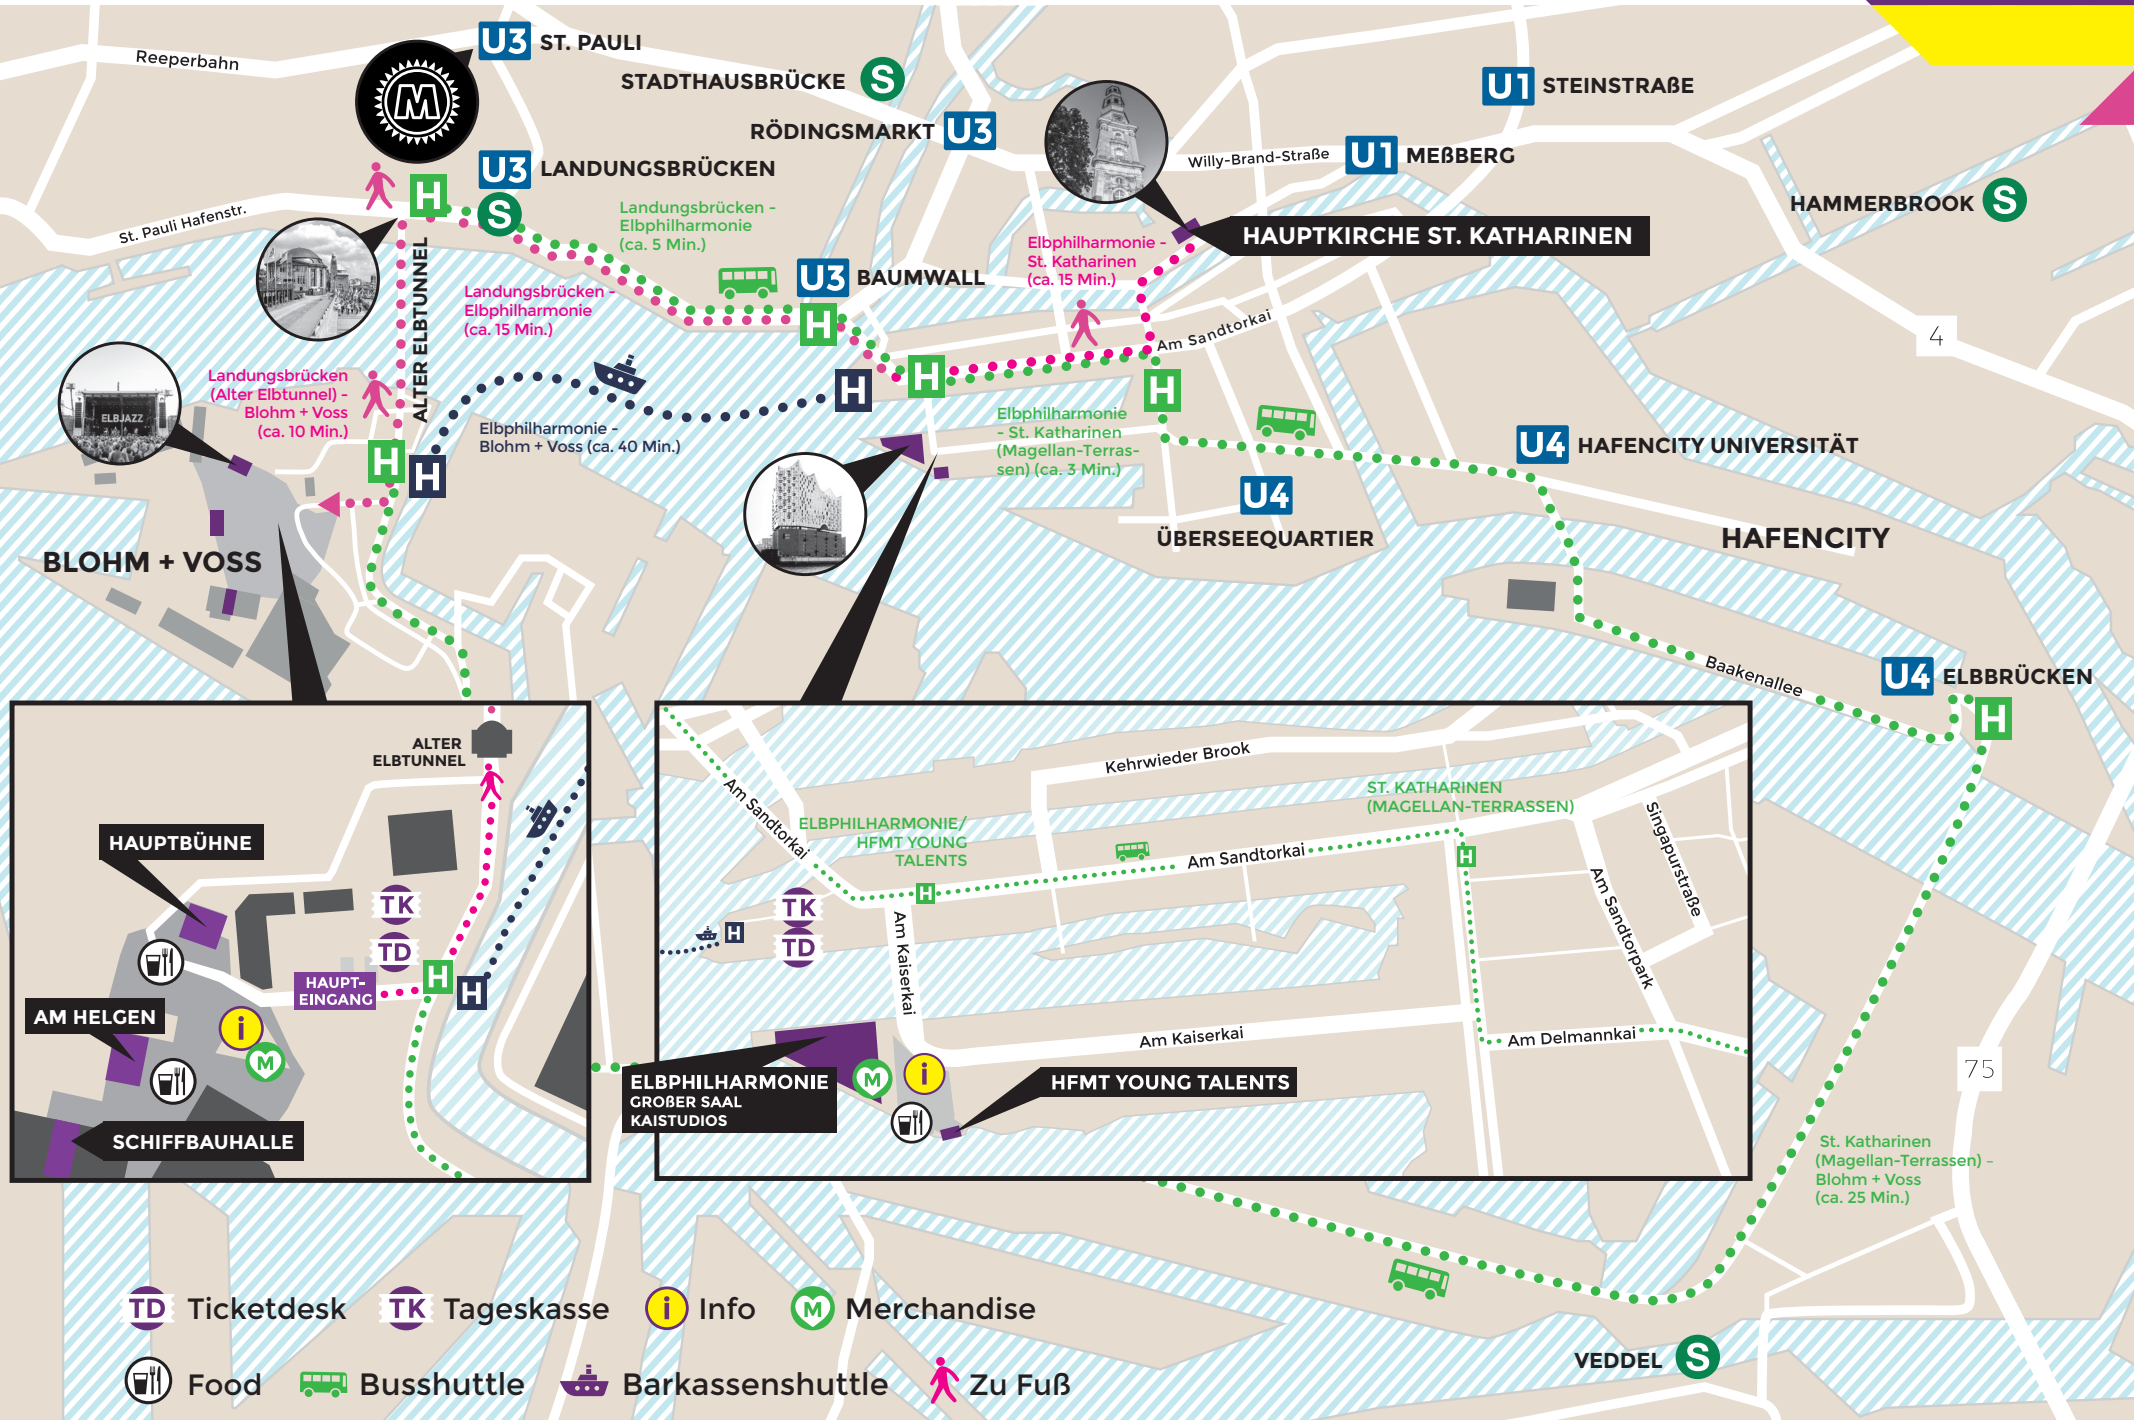 U3 ST. PAULI
Reeperbahn
M
STADTHAUSBRÜCKE S
RÖDINGSMARKT U3
U1 STEINSTRAßE
Willy-Brand-Straße
U1 MEßBERG
HAMMERBROOK S
U3 LANDUNGSBRÜCKEN
H
S
St. Pauli Hafenstr.
Landungsbrücken -
Elbphilharmonie
(ca. 5 Min.)
HAUPTKIRCHE ST. KATHARINEN
Elbphilharmonie -
St. Katharinen
(ca. 15 Min.)
U3 BAUMWALL
H
Landungsbrücken -
Elbphilharmonie
(ca. 15 Min.)
ALTER ELBTUNNEL
Am Sandtorkai
4
Landungsbrücken
(Alter Elbtunnel) -
Blohm + Voss
(ca. 10 Min.)
ELBJAZZ
H
H
H
Elbphilharmonie -
Blohm + Voss (ca. 40 Min.)
Elbphilharmonie
- St. Katharinen
(Magellan-Terras-
sen) (ca. 3 Min.)
H
H
U4 HAFENCITY UNIVERSITÄT
U4
ÜBERSEEQUARTIER
HAFENCITY
BLOHM + VOSS
Baakenallee
U4 ELBBRÜCKEN
H
ALTER
ELBTUNNEL
HAUPTBÜHNE
TK
TD
H
H
HAUPT-
EINGANG
AM HELGEN
i
M
SCHIFFBAUHALLE
Kehrwieder Brook
Am Sandtorkai
ELBPHILHARMONIE/
HFMT YOUNG
TALENTS
ST. KATHARINEN
(MAGELLAN-TERRASSEN)
Singapurstraße
Am Sandtorkai
H
H
TK
TD
H
Am Kaiserkai
Am Sandtorpark
Am Kaiserkai
Am Delmannkai
ELBPHILHARMONIE
GROßER SAAL
KAISTUDIOS
M
i
HFMT YOUNG TALENTS
75
St. Katharinen
(Magellan-Terrassen) -
Blohm + Voss
(ca. 25 Min.)
VEDDEL S
TD Ticketdesk TK Tageskasse i Info M Merchandise
Food Busshuttle Barkassenshuttle Zu Fuß